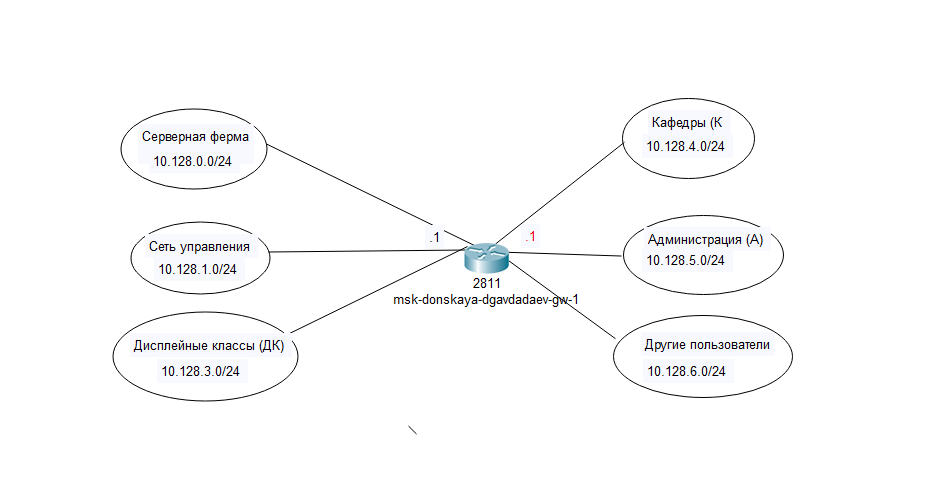 Серверная ферма
10.128.0.0/24
Сеть управления
10.128.1.0/24
Дисплейные классы (ДК)
10.128.3.0/24
.1
.1
2811
msk-donskaya-dgavdadaev-gw-1
Кафедры (К
10.128.4.0/24
Администрация (А)
10.128.5.0/24
Другие пользователи
10.128.6.0/24